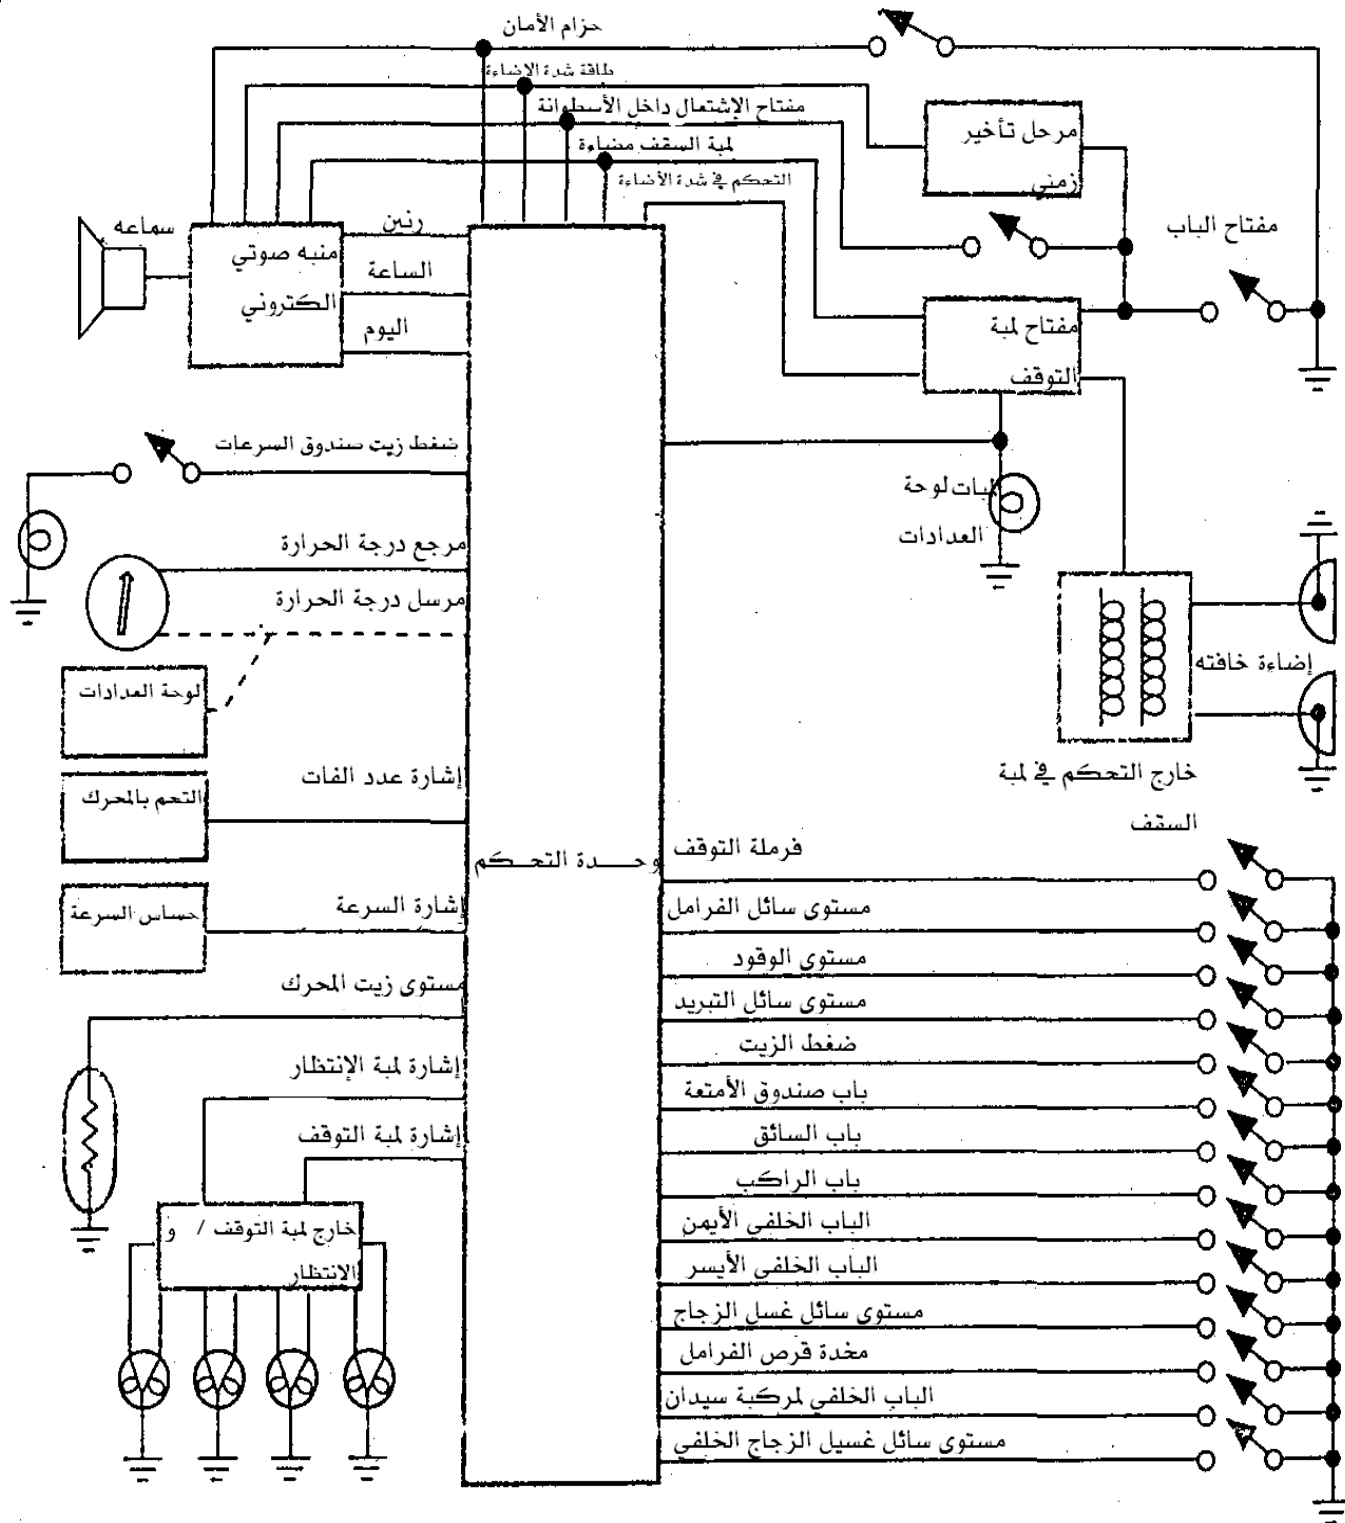 حزام الأمان
طاقة شدة الإضاءة
مفتاح الإشتعال داخل الأسطوانة
لمبة السقف مضاءة
التحكم في شدة الأضاءة
مرحل تأخير
زمني
مفتاح الباب
مفتاح لمبة
التوقف
سماعه
منبه صوتي
الكتروني
رنين
الساعة
اليوم
ضغط زيت صندوق السرعات
لمبات لوحة
العدادات
مرجع درجة الحرارة
مرسل درجة الحرارة
لوحة العدادات
إضاءة خافته
خارج التحكم في لمبة
السقف
إشارة عدد الفات
التحم بالمحرك
وحدة التحكم
إشارة السرعة
حساس السرعة
مستوى زيت المحرك
إشارة لمبة الإنتظار
إشارة لمبة التوقف
خارج لمبة التوقف / و
الانتظار
فرملة التوقف
مستوى سائل الفرامل
مستوى الوقود
مستوى سائل التبريد
ضغط الزيت
باب صندوق الأمتعة
باب السائق
باب الراكب
الباب الخلفي الأيمن
الباب الخلفي الأيسر
مستوى سائل غسل الزجاج
مخدة قرص الفرامل
الباب الخلفي لمركبة سيدان
مستوى سائل غسيل الزجاج الخلفي